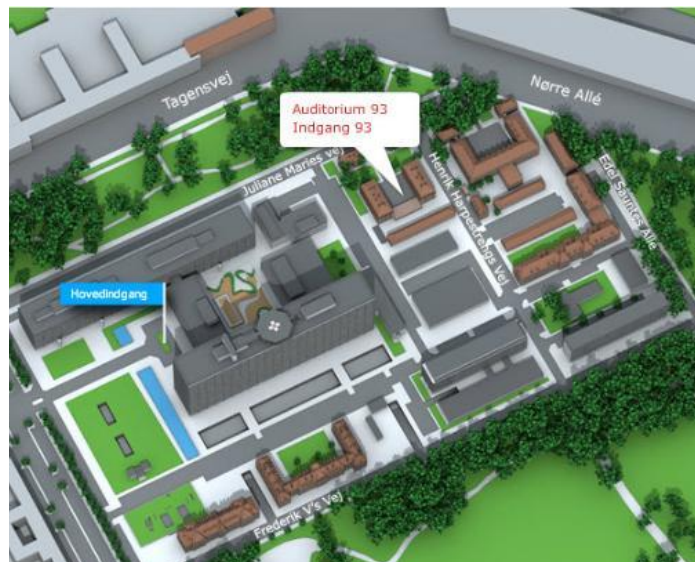 Tagensvej
Nørre Allé
Auditorium 93
Indgang 93
Juliane Maries vej
Henrik Harpestrengs Vej
Edel Sauntes Allé
Hovedindgang
Frederik V's Vej